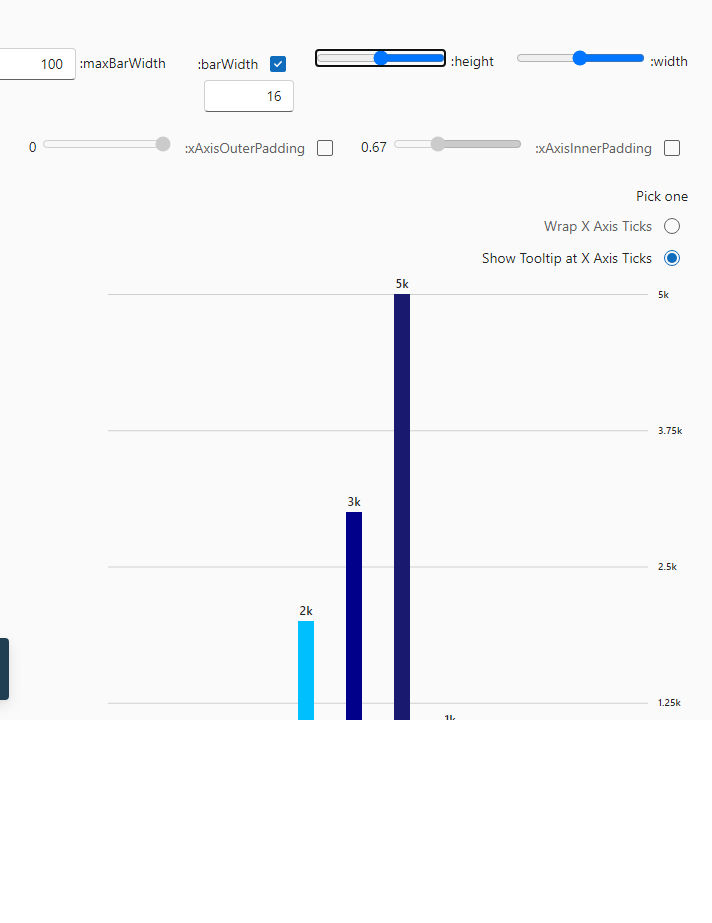 :width
:height
:barWidth
16
:maxBarWidth
100
:xAxisInnerPadding
0.67
:xAxisOuterPadding
0
Pick one
Wrap X Axis Ticks
Show Tooltip at X Axis Ticks
5k
5k
3.75k
3k
2.5k
2k
1.25k
1k